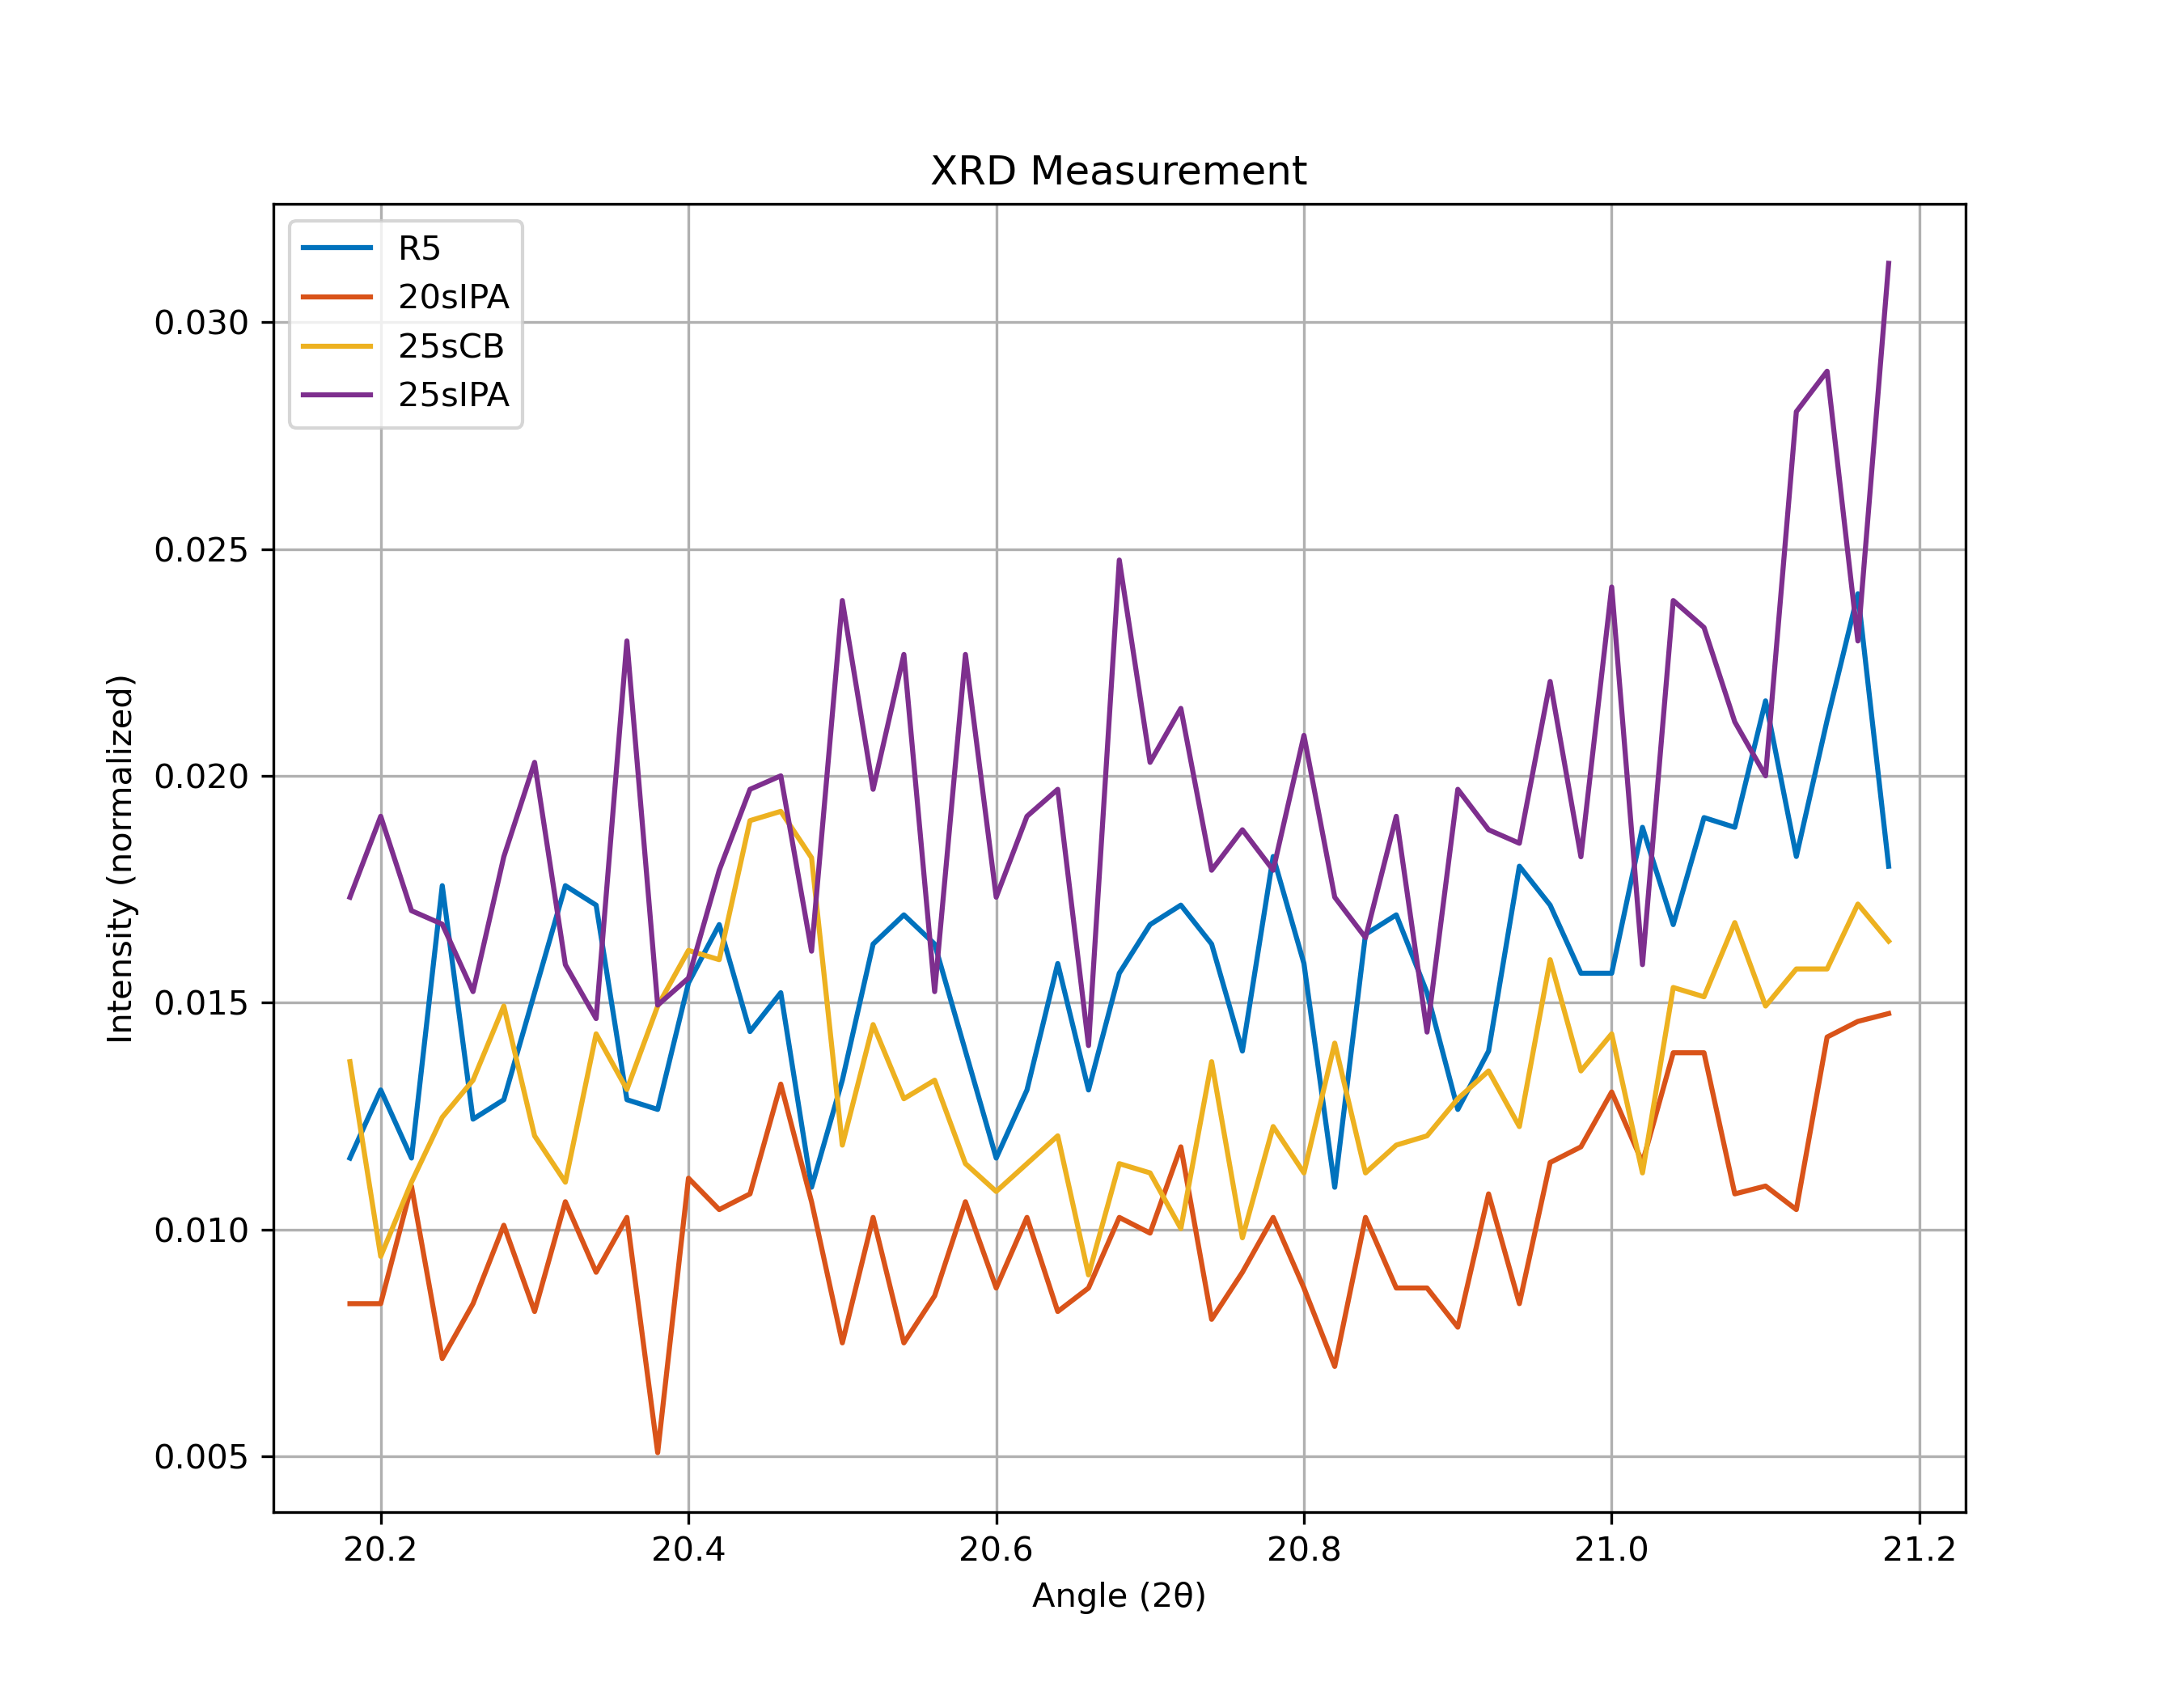 XRD Measurement
R5
20sIPA
25sCB
25sIPA
0.030
0.025
0.020
0.015
0.010
0.005
Intensity (normalized)
20.2 20.4 20.6 20.8 21.0 21.2
Angle (2θ)